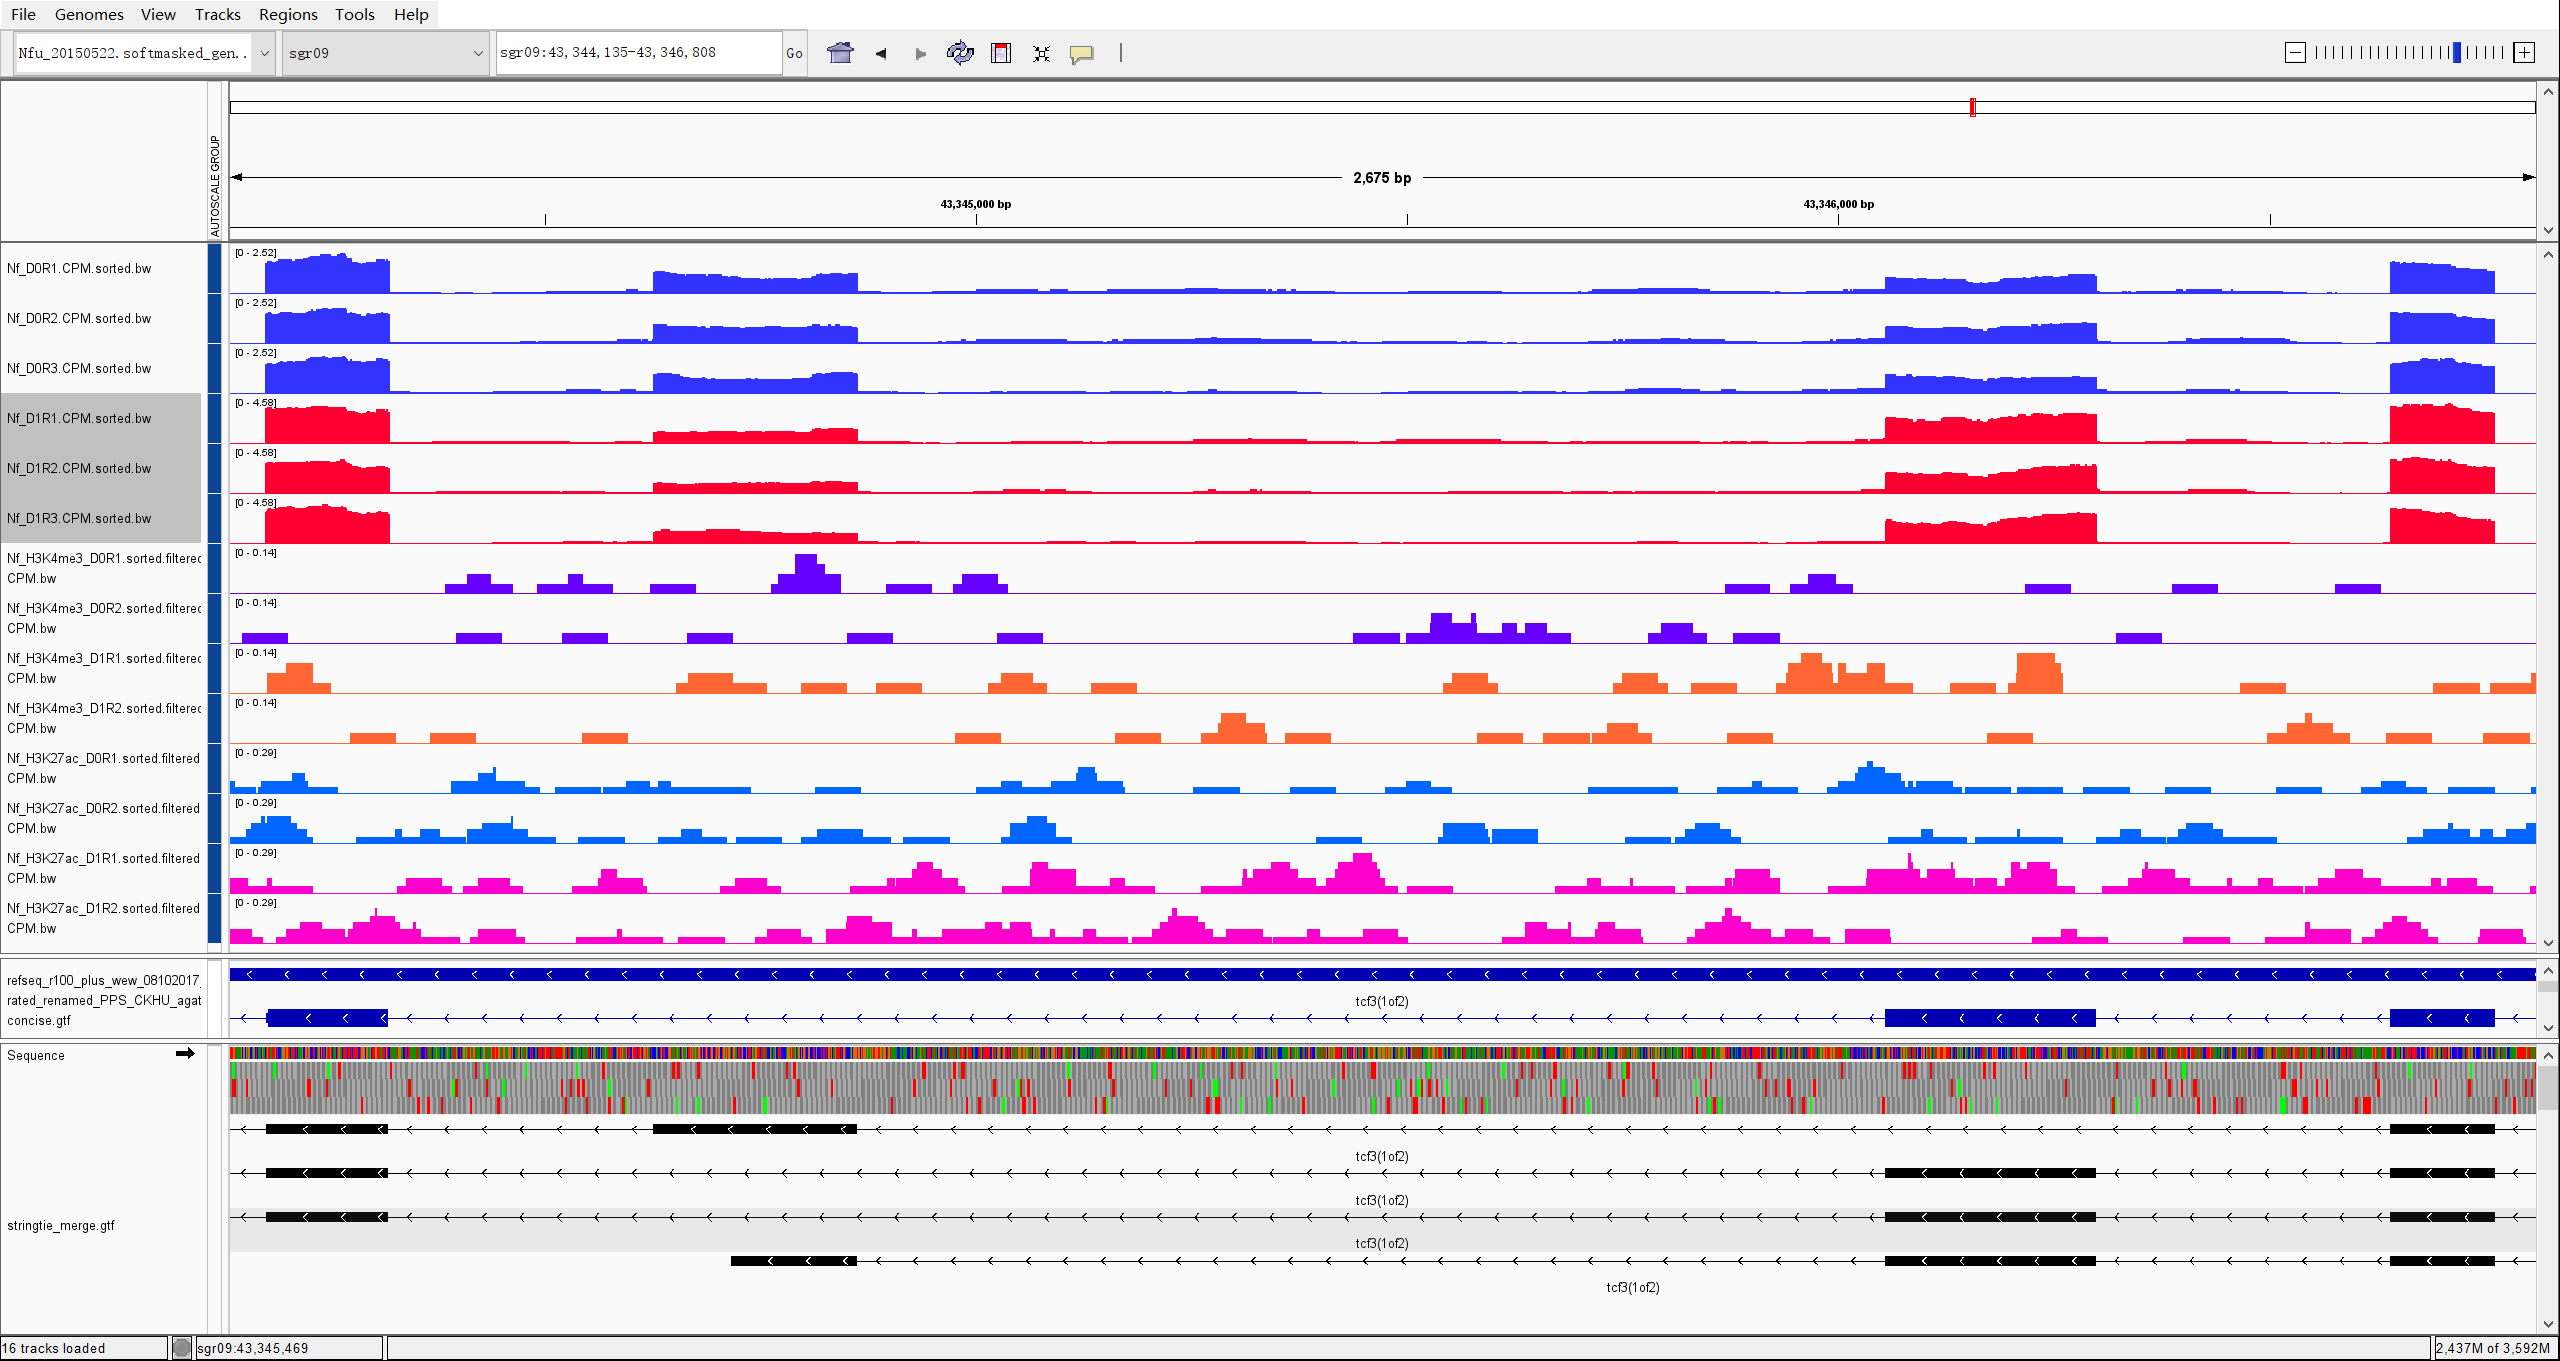 File Genomes View Tracks Regions Tools Help
Nfu_20150522.softmasked_gen.. sgr09 sgr09:43,344,135-43,346,808 Go
AUTOSCALE GROUP
2,675 bp
43,345,000 bp 43,346,000 bp
Nf_D0R1.CPM.sorted.bw [0 - 2.52]
Nf_D0R2.CPM.sorted.bw [0 - 2.52]
Nf_D0R3.CPM.sorted.bw [0 - 2.52]
Nf_D1R1.CPM.sorted.bw [0 - 4.58]
Nf_D1R2.CPM.sorted.bw [0 - 4.58]
Nf_D1R3.CPM.sorted.bw [0 - 4.58]
Nf_H3K4me3_D0R1.sorted.filtered [0 - 0.14]
CPM.bw
Nf_H3K4me3_D0R2.sorted.filtered [0 - 0.14]
CPM.bw
Nf_H3K4me3_D1R1.sorted.filtered [0 - 0.14]
CPM.bw
Nf_H3K4me3_D1R2.sorted.filtered [0 - 0.14]
CPM.bw
Nf_H3K27ac_D0R1.sorted.filtered [0 - 0.29]
CPM.bw
Nf_H3K27ac_D0R2.sorted.filtered [0 - 0.29]
CPM.bw
Nf_H3K27ac_D1R1.sorted.filtered [0 - 0.29]
CPM.bw
Nf_H3K27ac_D1R2.sorted.filtered [0 - 0.29]
CPM.bw
refseq_r100_plus_wew_08102017_
rated_renamed_PPS_CKHU_agat
concise.gtf
tcf3(1of2)
Sequence
tcf3(1of2)
tcf3(1of2)
stringtie_merge.gtf
tcf3(1of2)
tcf3(1of2)
16 tracks loaded sgr09:43,345,469 2,437M of 3,592M